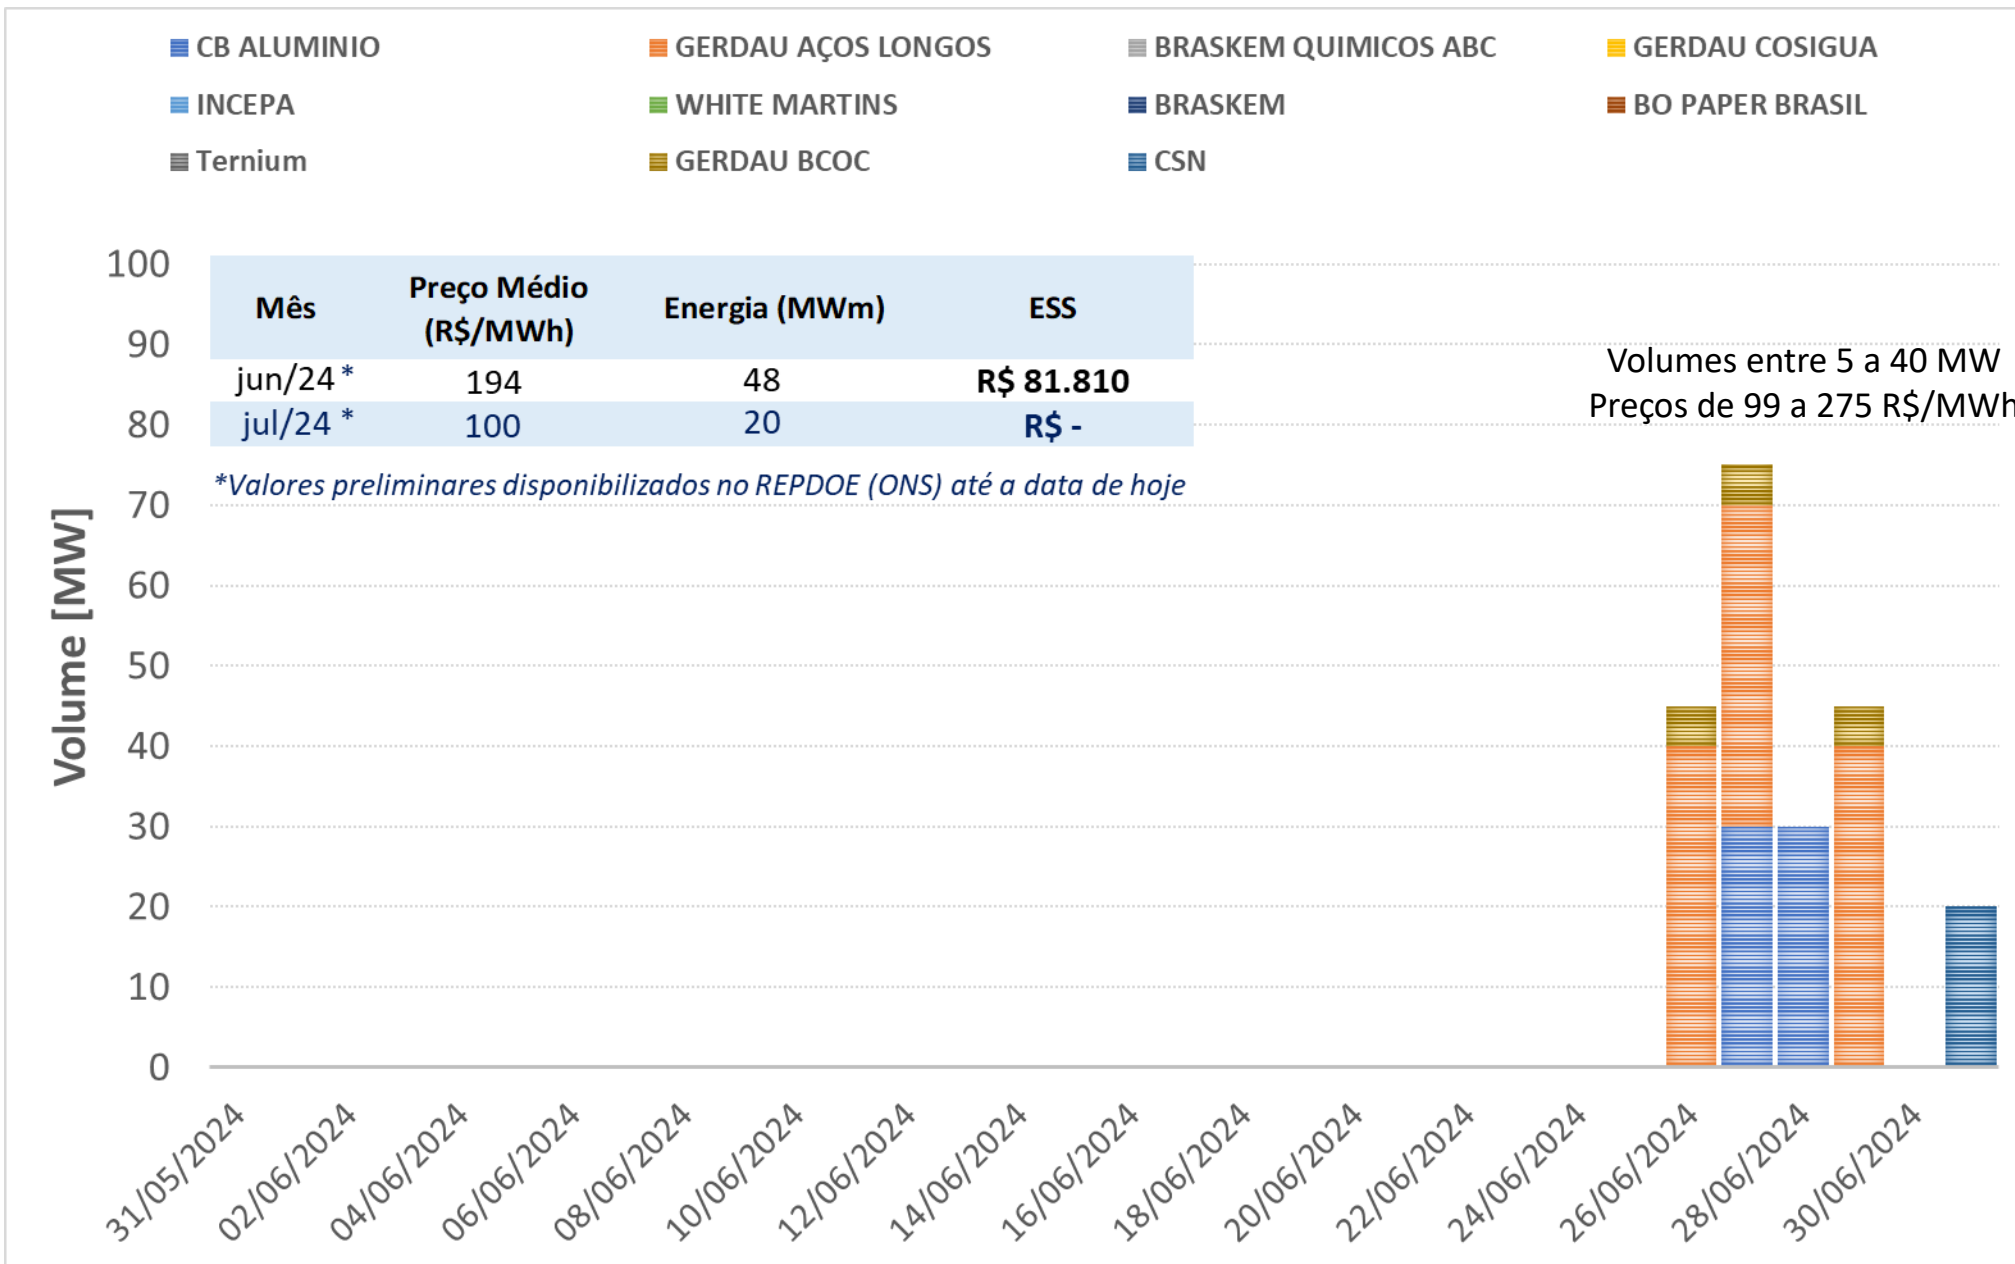 CB ALUMINIO GERDAU AÇOS LONGOS BRASKEM QUIMICOS ABC GERDAU COSIGUA
INCEPA WHITE MARTINS BRASKEM BO PAPER BRASIL
Ternium GERDAU BCOC CSN
Mês Preço Médio (R$/MWh) Energia (MWm) ESS
jun/24 * 194 48 R$ 81.810
jul/24 * 100 20 R$ -
*Valores preliminares disponibilizados no REPDOE (ONS) até a data de hoje
Volumes entre 5 a 40 MW
Preços de 99 a 275 R$/MWh
Volume [MW]
100
90
80
70
60
50
40
30
20
10
0
31/05/2024
02/06/2024
04/06/2024
06/06/2024
08/06/2024
10/06/2024
12/06/2024
14/06/2024
16/06/2024
18/06/2024
20/06/2024
22/06/2024
24/06/2024
26/06/2024
28/06/2024
30/06/2024